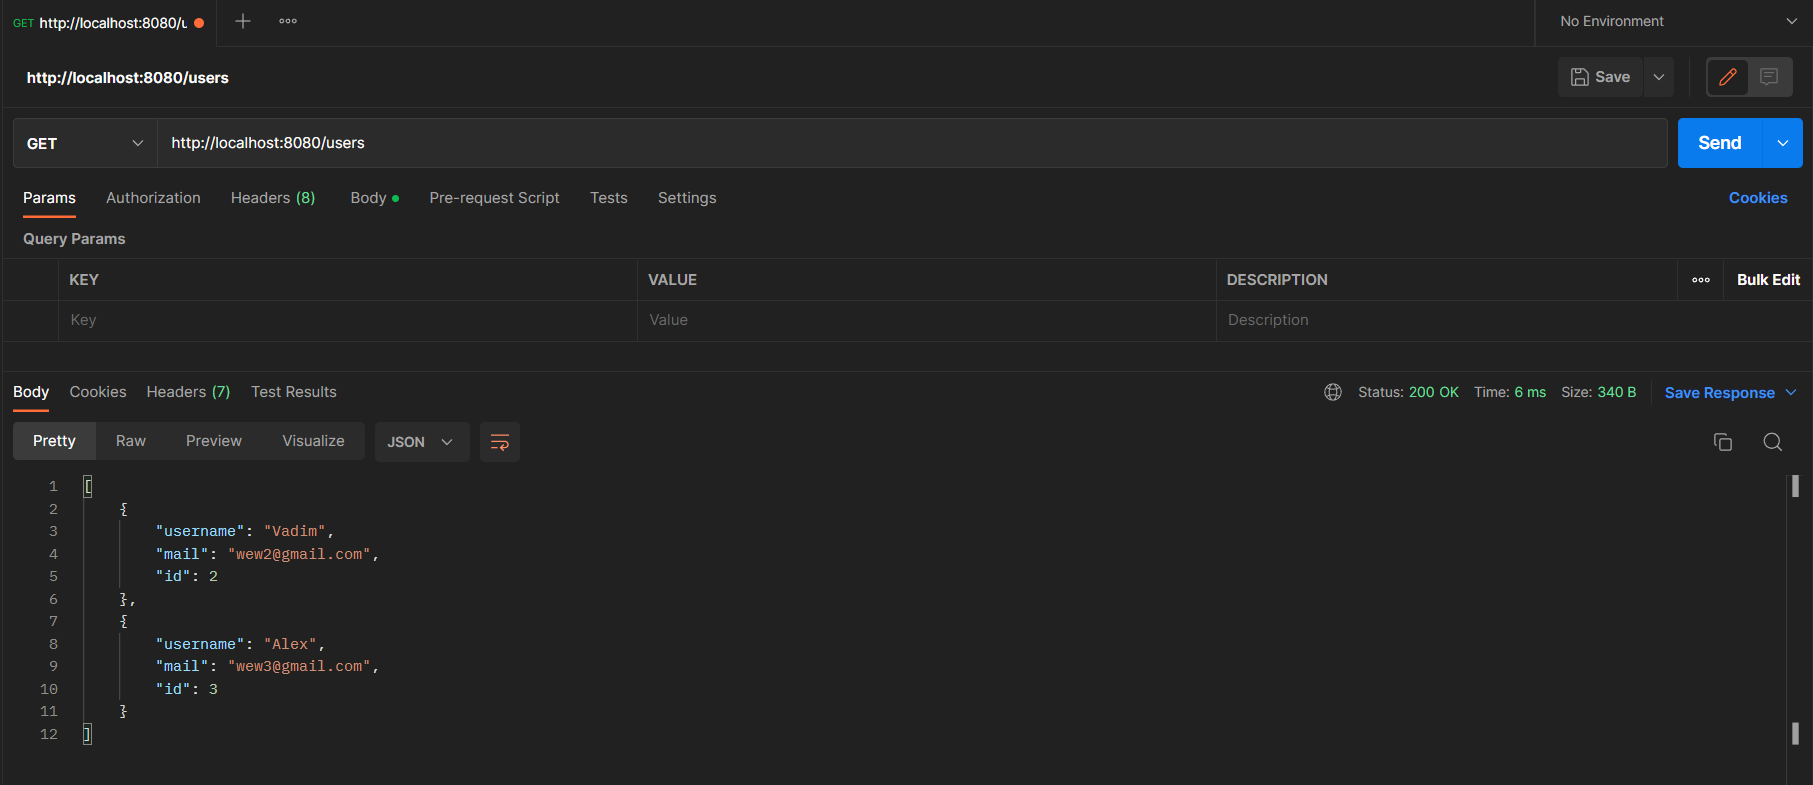 GET http://localhost:8080/u
No Environment
http://localhost:8080/users
Save
GET http://localhost:8080/users Send
Params Authorization Headers (8) Body Pre-request Script Tests Settings Cookies
Query Params
KEY VALUE DESCRIPTION Bulk Edit
Key Value Description
Body Cookies Headers (7) Test Results Status: 200 OK Time: 6 ms Size: 340 B Save Response
Pretty Raw Preview Visualize JSON
1 [
2 {
3 "username": "Vadim",
4 "mail": "wew2@gmail.com",
5 "id": 2
6 },
7 {
8 "username": "Alex",
9 "mail": "wew3@gmail.com",
10 "id": 3
11 }
12 ]